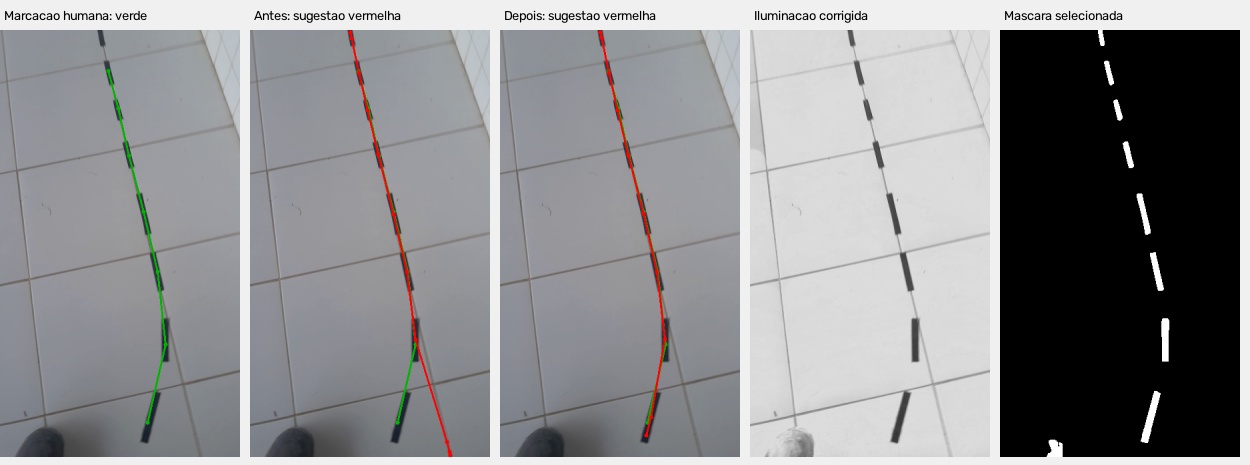 Marcacao humana: verde
Antes: sugestao vermelha
Depois: sugestao vermelha
Iluminacao corrigida
Mascara selecionada